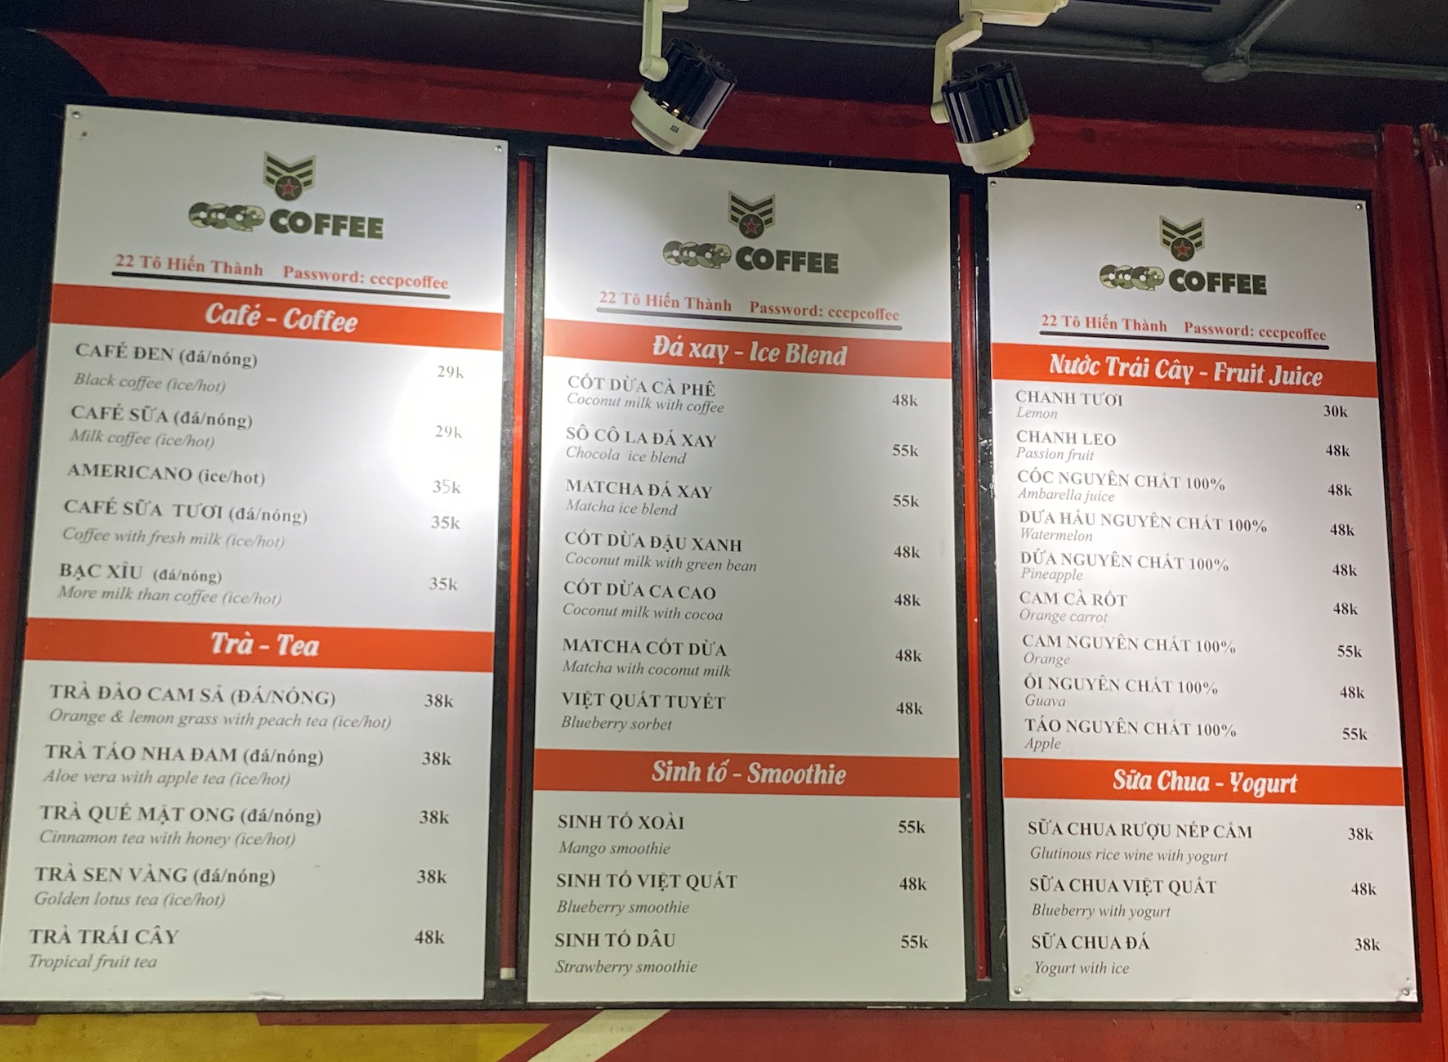 CCCP COFFEE
22 Tô Hiến Thành Password: cccpcoffee
Café - Coffee
CAFÉ ĐEN (đá/nóng) 29k
Black coffee (ice/hot)
CAFÉ SỮA (đá/nóng) 29k
Milk coffee (ice/hot)
AMERICANO (ice/hot) 35k
CAFÉ SỮA TƯƠI (đá/nóng) 35k
Coffee with fresh milk (ice/hot)
BẠC XỈU (đá/nóng) 35k
More milk than coffee (ice/hot)
Trà - Tea
TRÀ ĐÀO CAM SẢ (ĐÁ/NÓNG) 38k
Orange & lemon grass with peach tea (ice/hot)
TRÀ TÁO NHA ĐAM (đá/nóng) 38k
Aloe vera with apple tea (ice/hot)
TRÀ QUẾ MẬT ONG (đá/nóng) 38k
Cinnamon tea with honey (ice/hot)
TRÀ SEN VÀNG (đá/nóng) 38k
Golden lotus tea (ice/hot)
TRÀ TRÁI CÂY 48k
Tropical fruit tea
CCCP COFFEE
22 Tô Hiến Thành Password: cccpcoffee
Đá xay - Ice Blend
CỐT DỪA CÀ PHÊ 48k
Coconut milk with coffee
SÔ CÔ LA ĐÁ XAY 55k
Chocola ice blend
MATCHA ĐÁ XAY 55k
Matcha ice blend
CỐT DỪA ĐẬU XANH 48k
Coconut milk with green bean
CỐT DỪA CA CAO 48k
Coconut milk with cocoa
MATCHA CỐT DỪA 48k
Matcha with coconut milk
VIỆT QUẤT TUYẾT 48k
Blueberry sorbet
Sinh tố - Smoothie
SINH TỐ XOÀI 55k
Mango smoothie
SINH TỐ VIỆT QUẤT 48k
Blueberry smoothie
SINH TỐ DÂU 55k
Strawberry smoothie
CCCP COFFEE
22 Tô Hiến Thành Password: cccpcoffee
Nước Trái Cây - Fruit Juice
CHANH TƯƠI 30k
Lemon
CHANH LEO 48k
Passion fruit
CÓC NGUYÊN CHẤT 100% 48k
Ambarella juice
DƯA HẤU NGUYÊN CHẤT 100% 48k
Watermelon
DỨA NGUYÊN CHẤT 100% 48k
Pineapple
CAM CÀ RỐT 48k
Orange carrot
CAM NGUYÊN CHẤT 100% 55k
Orange
ỔI NGUYÊN CHẤT 100% 48k
Guava
TÁO NGUYÊN CHẤT 100% 55k
Apple
Sữa Chua - Yogurt
SỮA CHUA RƯỢU NẾP CẨM 38k
Glutinous rice wine with yogurt
SỮA CHUA VIỆT QUẤT 48k
Blueberry with yogurt
SỮA CHUA ĐÁ 38k
Yogurt with ice